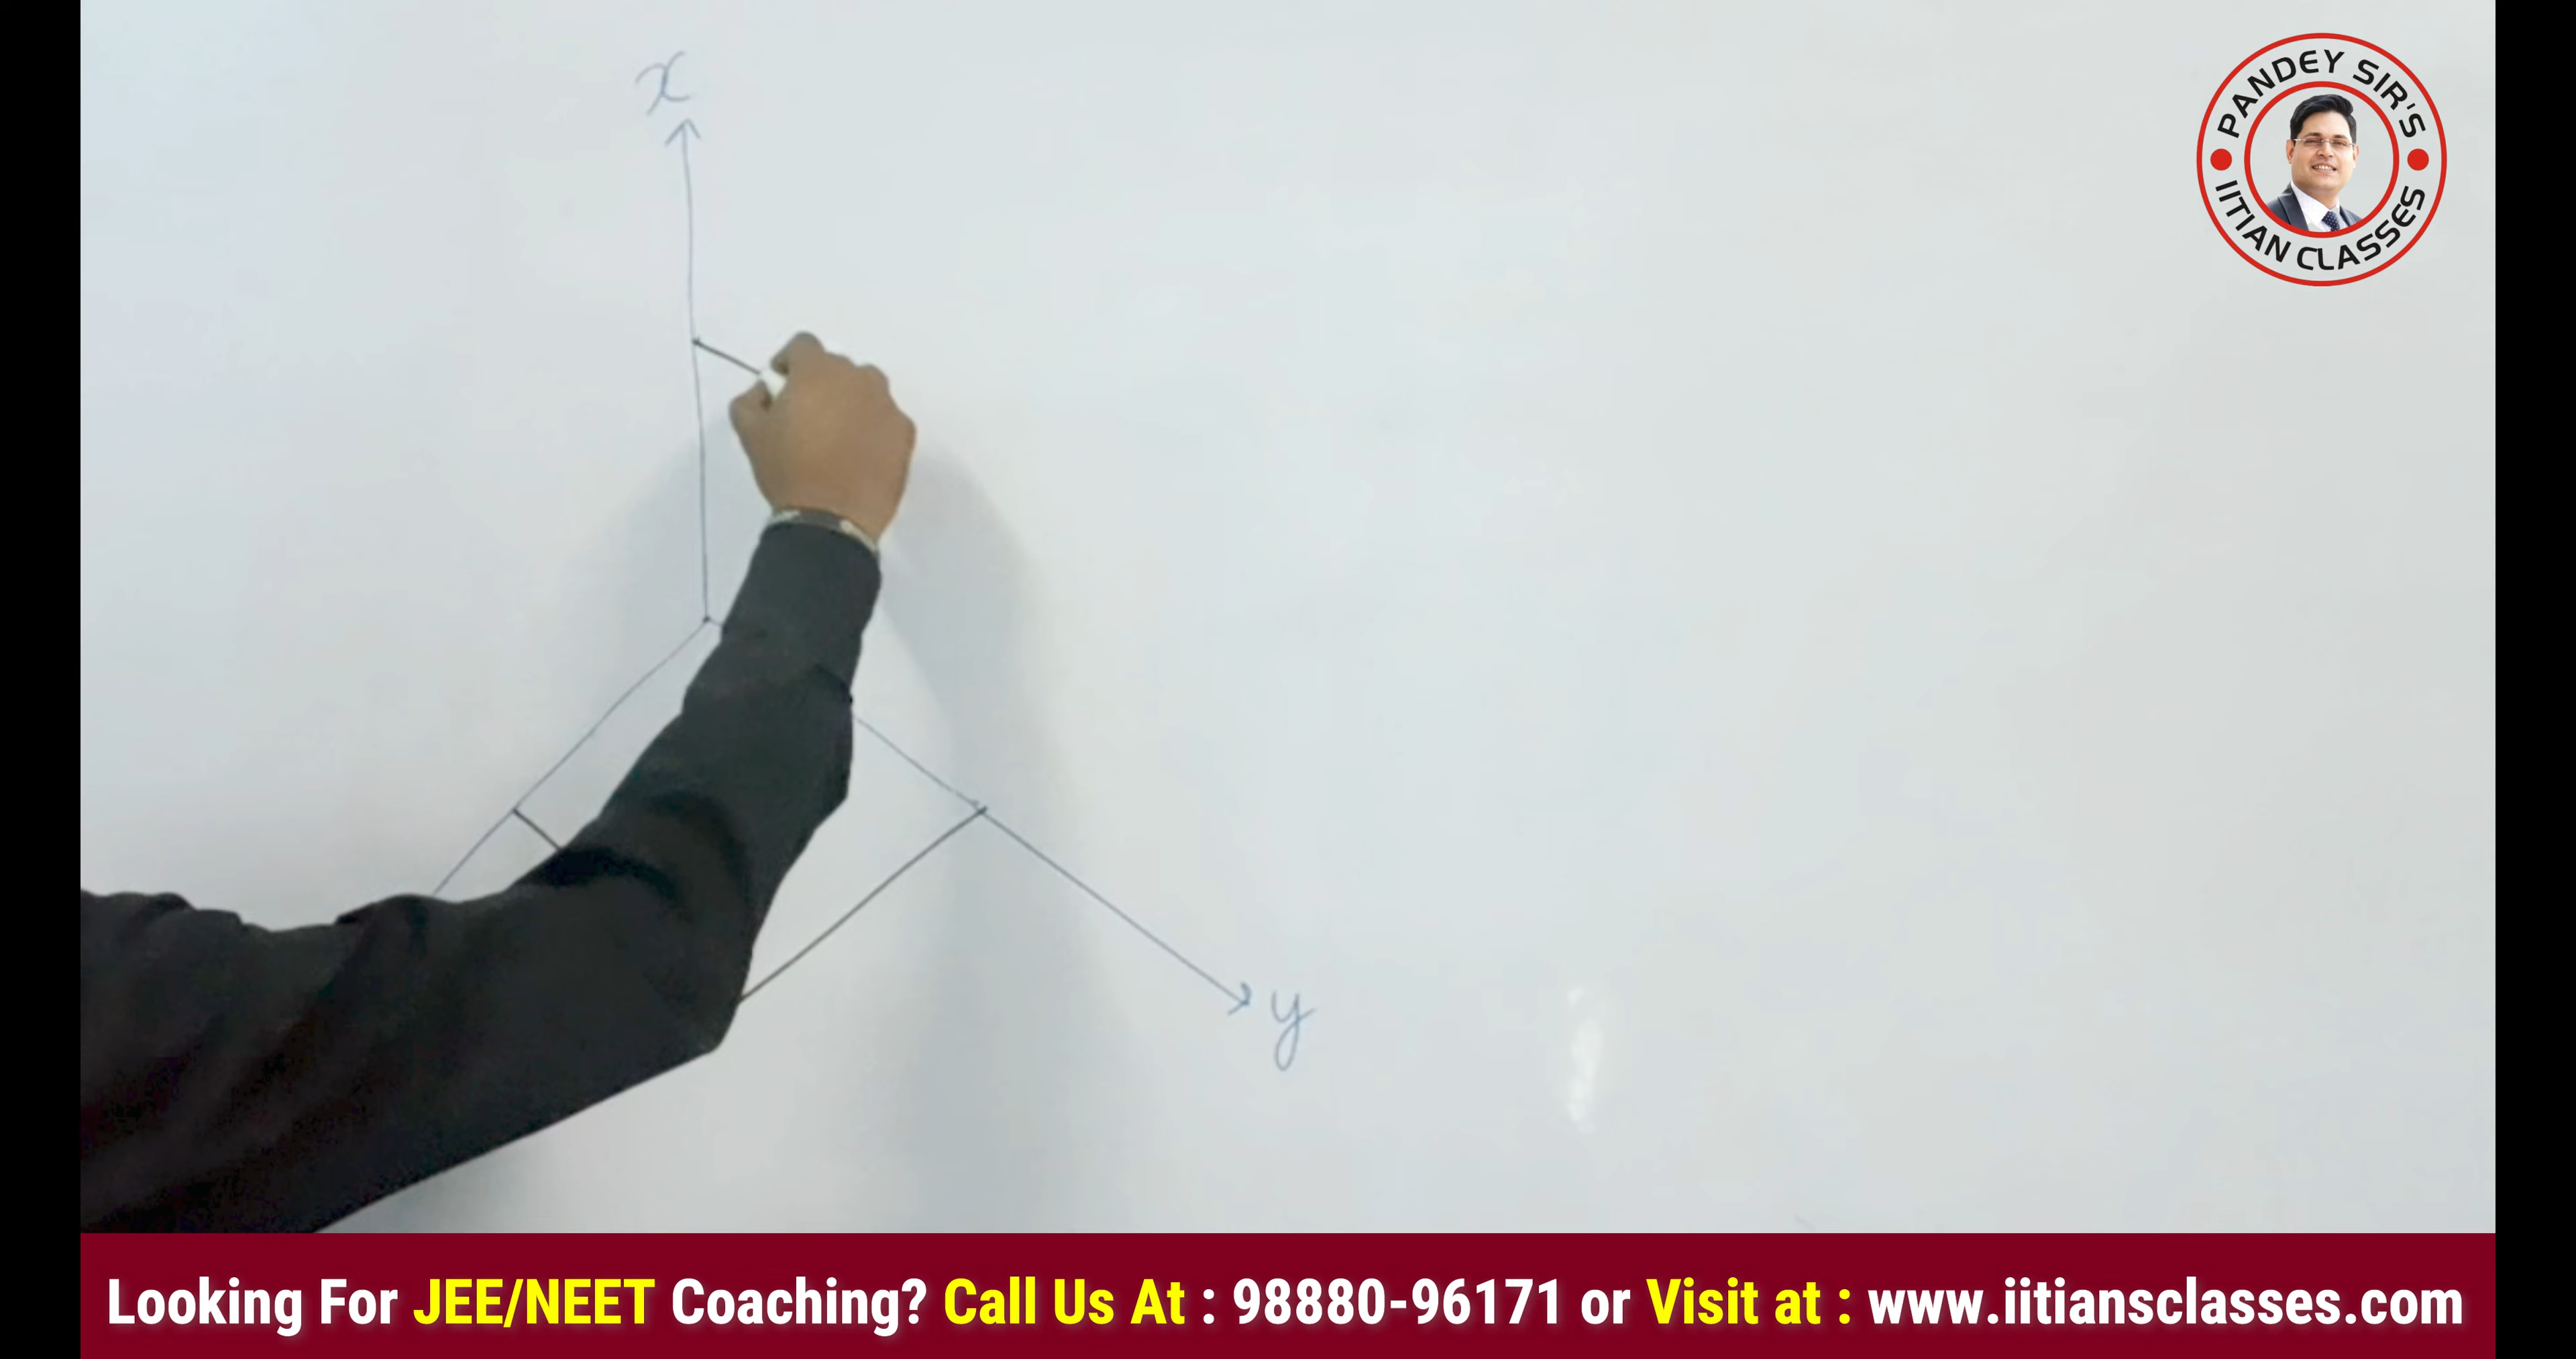 x
PANDEY SIR'S
IITIAN CLASSES
y
Looking For JEE/NEET Coaching? Call Us At : 98880-96171 or Visit at : www.iitiansclasses.com